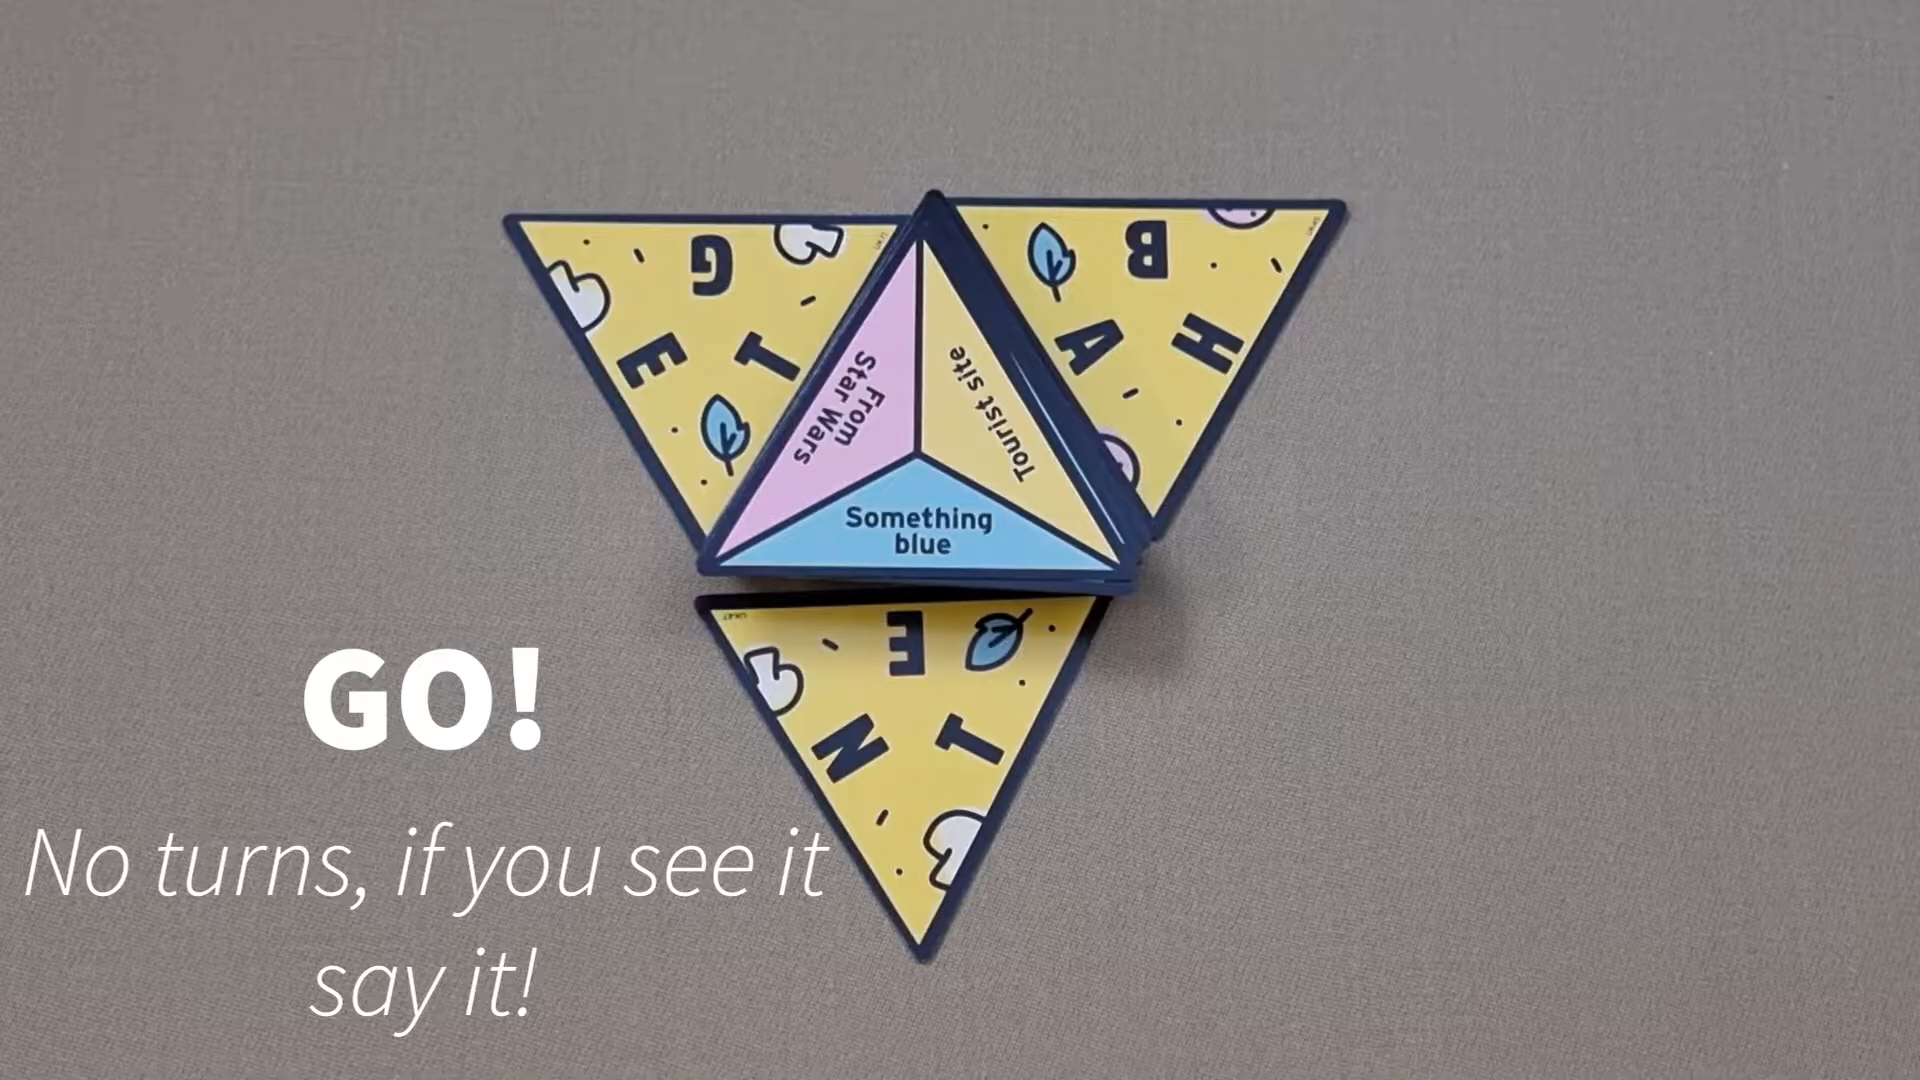 G
B
E
T
A
H
From
Star Wars
Tourist site
Something
blue
E
N
T
GO!
No turns, if you see it
say it!